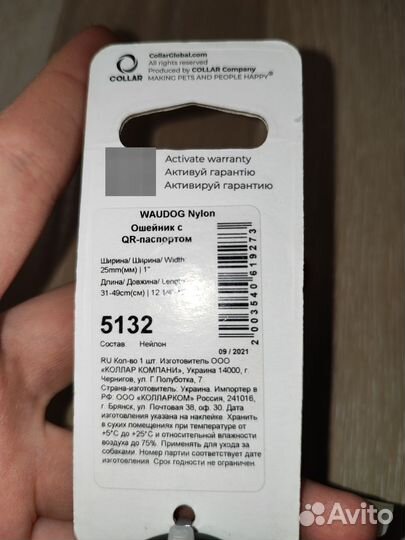 CollarGlobal.com
All rights reserved
Produced by COLLAR Company
MAKING PETS AND PEOPLE HAPPY®
COLLAR
Activate warranty
Активуй гарантію
Активируй гарантию
WAUDOG Nylon
Ошейник с
QR-паспортом
Ширина/ Ширина/ Width
25mm(мм) | 1"
Длина/ Довжина/ Length
31-49cm(см) | 12
5132
Состав: Нейлон
09 / 2021
2003540619273
RU Кол-во 1 шт. Изготовитель ООО
«КОЛЛАР КОМПАНИ», Украина 14000, г.
Чернигов, ул. Г.Полуботка, 7
Страна-изготовитель: Украина. Импортер в
РФ: ООО «КОЛЛАРКОМ» Россия, 241016,
г. Брянск, ул. Почтовая 38, оф. 30. Дата
изготовления указана на наклейке. Хранить
в сухих помещениях при температуре от
+5°С до +25°С и относительной влажности
воздуха до 75%. Применять для ухода за
собаками. Номер партии соответствует дате
изготовления. Срок годности не ограничен.
Avito